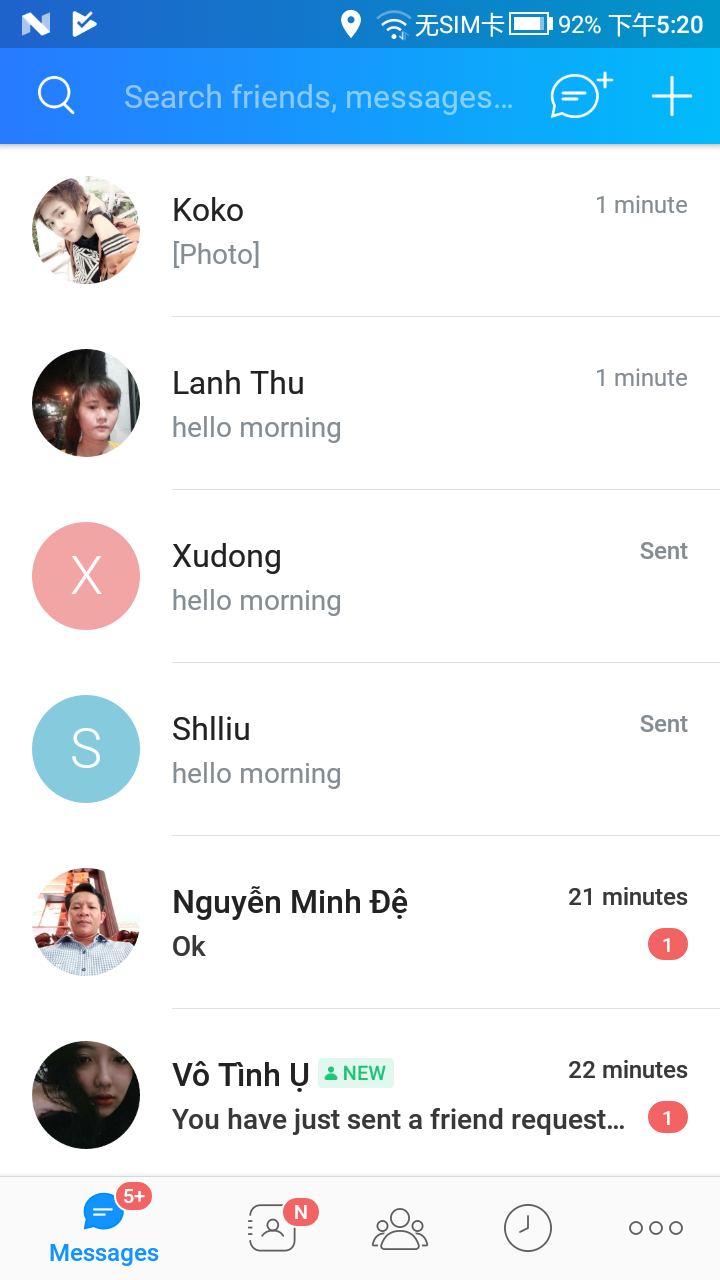 无SIM卡 92% 下午5:20
Search friends, messages...
Koko 1 minute
[Photo]
Lanh Thu 1 minute
hello morning
X Xudong Sent
hello morning
S Shlliu Sent
hello morning
Nguyễn Minh Đệ 21 minutes
Ok 1
Vô Tình Ụ NEW 22 minutes
You have just sent a friend request... 1
5+ N
Messages